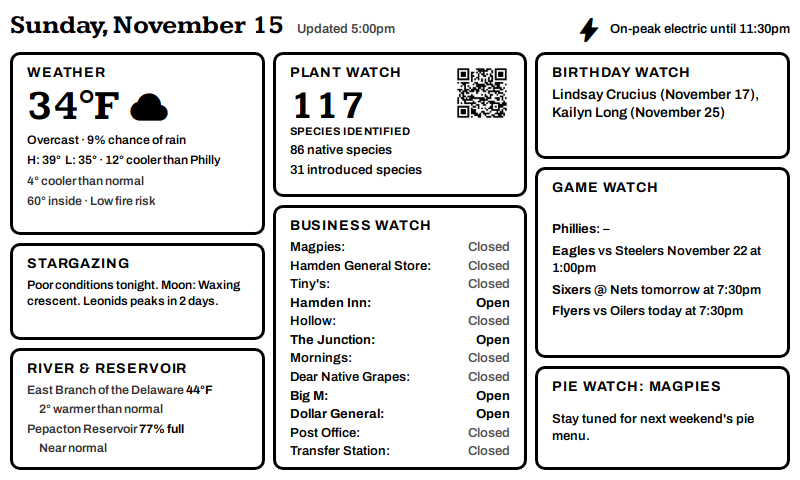 Sunday, November 15 Updated 5:00pm
On-peak electric until 11:30pm
WEATHER
34°F
Overcast · 9% chance of rain
H: 39° L: 35° · 12° cooler than Philly
4° cooler than normal
60° inside · Low fire risk
STARGAZING
Poor conditions tonight. Moon: Waxing
crescent. Leonids peaks in 2 days.
RIVER & RESERVOIR
East Branch of the Delaware 44°F
2° warmer than normal
Pepacton Reservoir 77% full
Near normal
PLANT WATCH
117
SPECIES IDENTIFIED
86 native species
31 introduced species
BUSINESS WATCH
Magpies: Closed
Hamden General Store: Closed
Tiny's: Closed
Hamden Inn: Open
Hollow: Closed
The Junction: Open
Mornings: Closed
Dear Native Grapes: Closed
Big M: Open
Dollar General: Open
Post Office: Closed
Transfer Station: Closed
BIRTHDAY WATCH
Lindsay Crucius (November 17),
Kailyn Long (November 25)
GAME WATCH
Phillies: –
Eagles vs Steelers November 22 at
1:00pm
Sixers @ Nets tomorrow at 7:30pm
Flyers vs Oilers today at 7:30pm
PIE WATCH: MAGPIES
Stay tuned for next weekend's pie
menu.